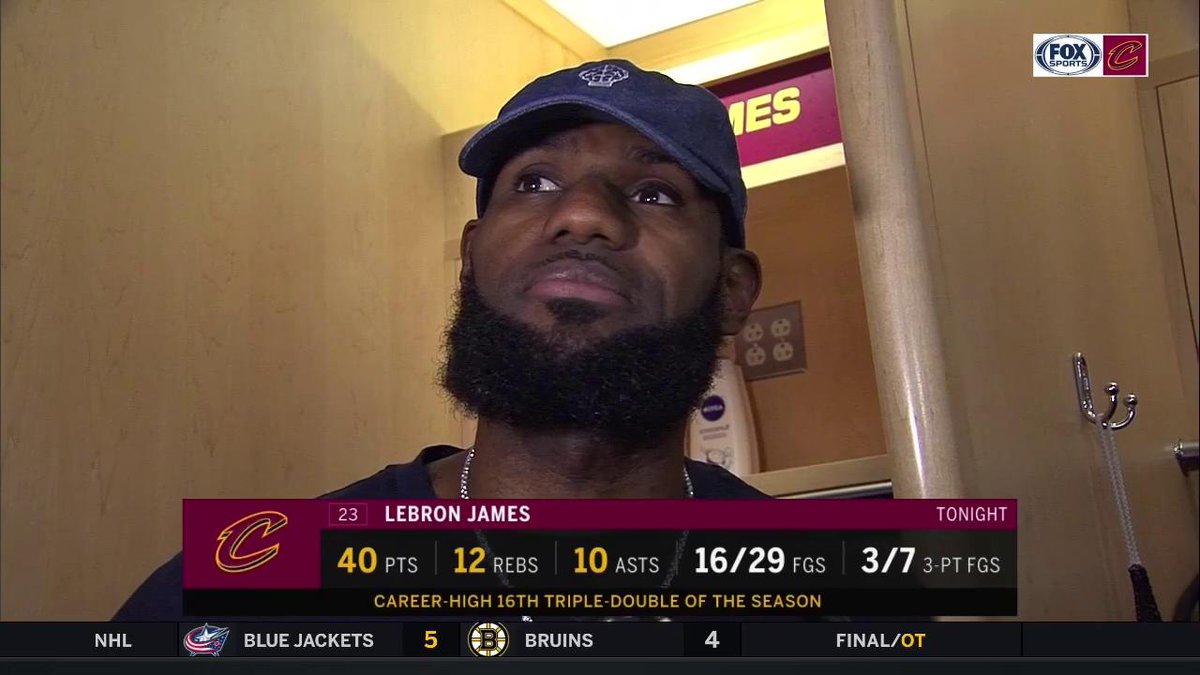 FOX
SPORTS
MES
NIVEA
23 LEBRON JAMES TONIGHT
40 PTS 12 REBS 10 ASTS 16/29 FGS 3/7 3-PT FGS
CAREER-HIGH 16TH TRIPLE-DOUBLE OF THE SEASON
NHL BLUE JACKETS 5 B BRUINS 4 FINAL/OT